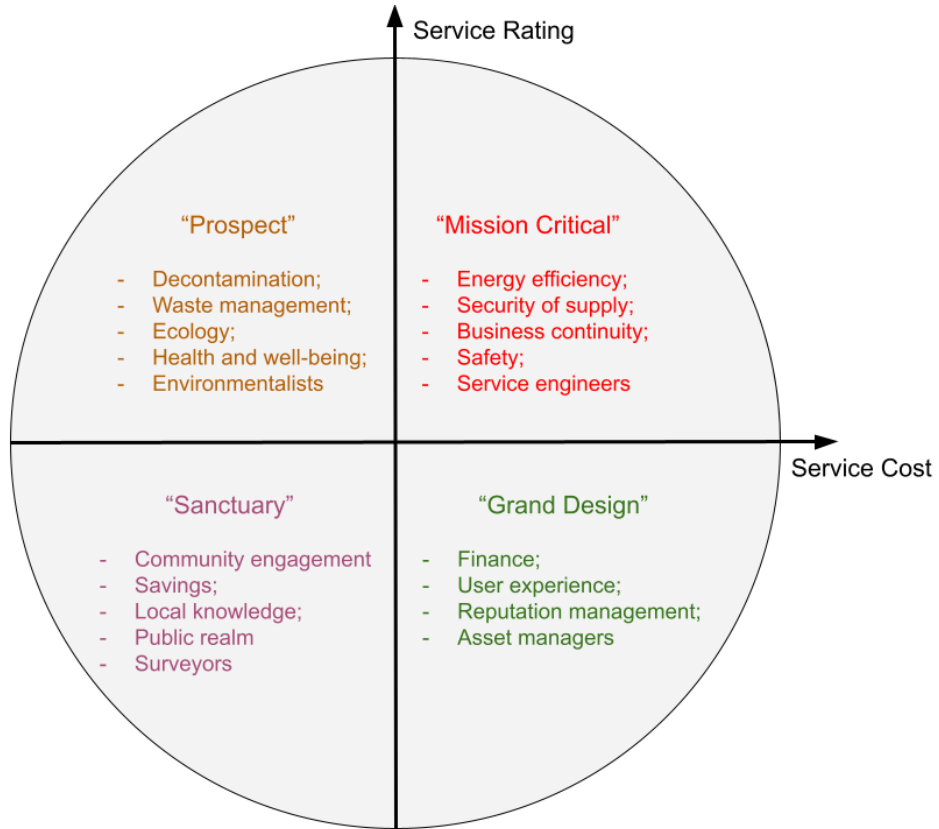 Service Rating
“Prospect”
- Decontamination;
- Waste management;
- Ecology;
- Health and well-being;
- Environmentalists
“Mission Critical”
- Energy efficiency;
- Security of supply;
- Business continuity;
- Safety;
- Service engineers
Service Cost
“Sanctuary”
- Community engagement
- Savings;
- Local knowledge;
- Public realm
- Surveyors
“Grand Design”
- Finance;
- User experience;
- Reputation management;
- Asset managers